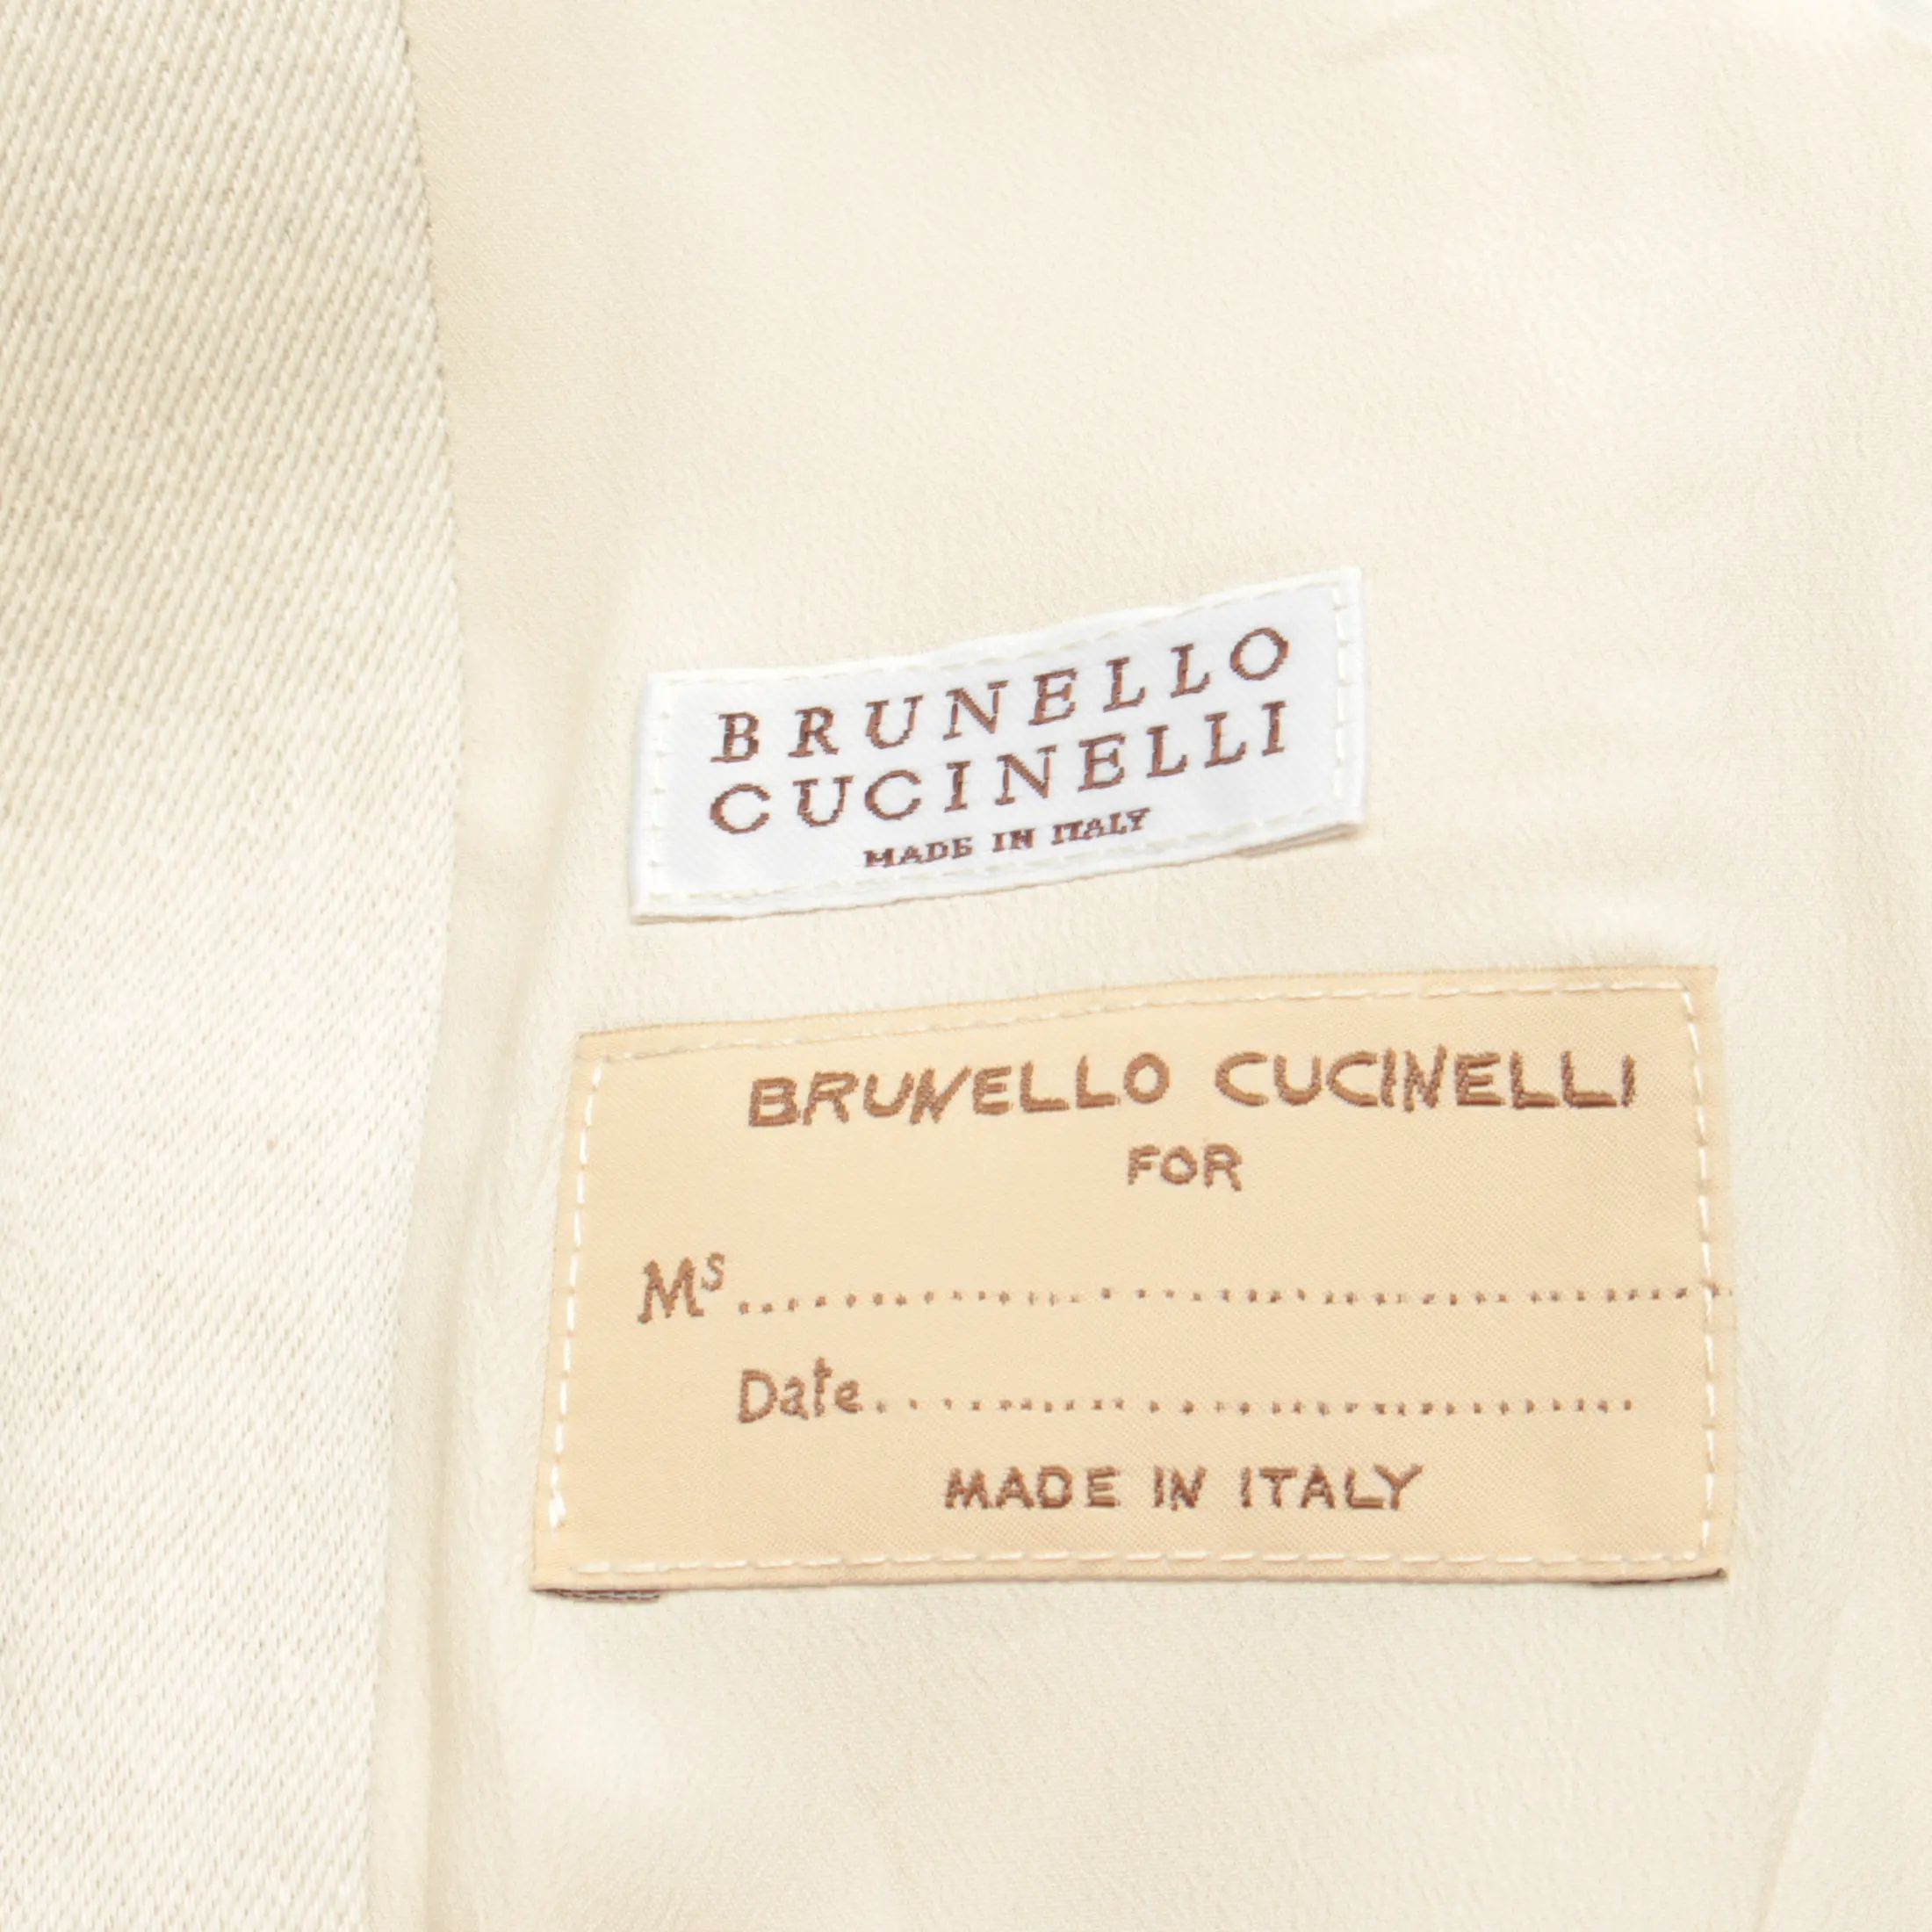 BRUNELLO
CUCINELLI
MADE IN ITALY
BRUNELLO CUCINELLI
FOR
Ms........................................
Date..............................
MADE IN ITALY